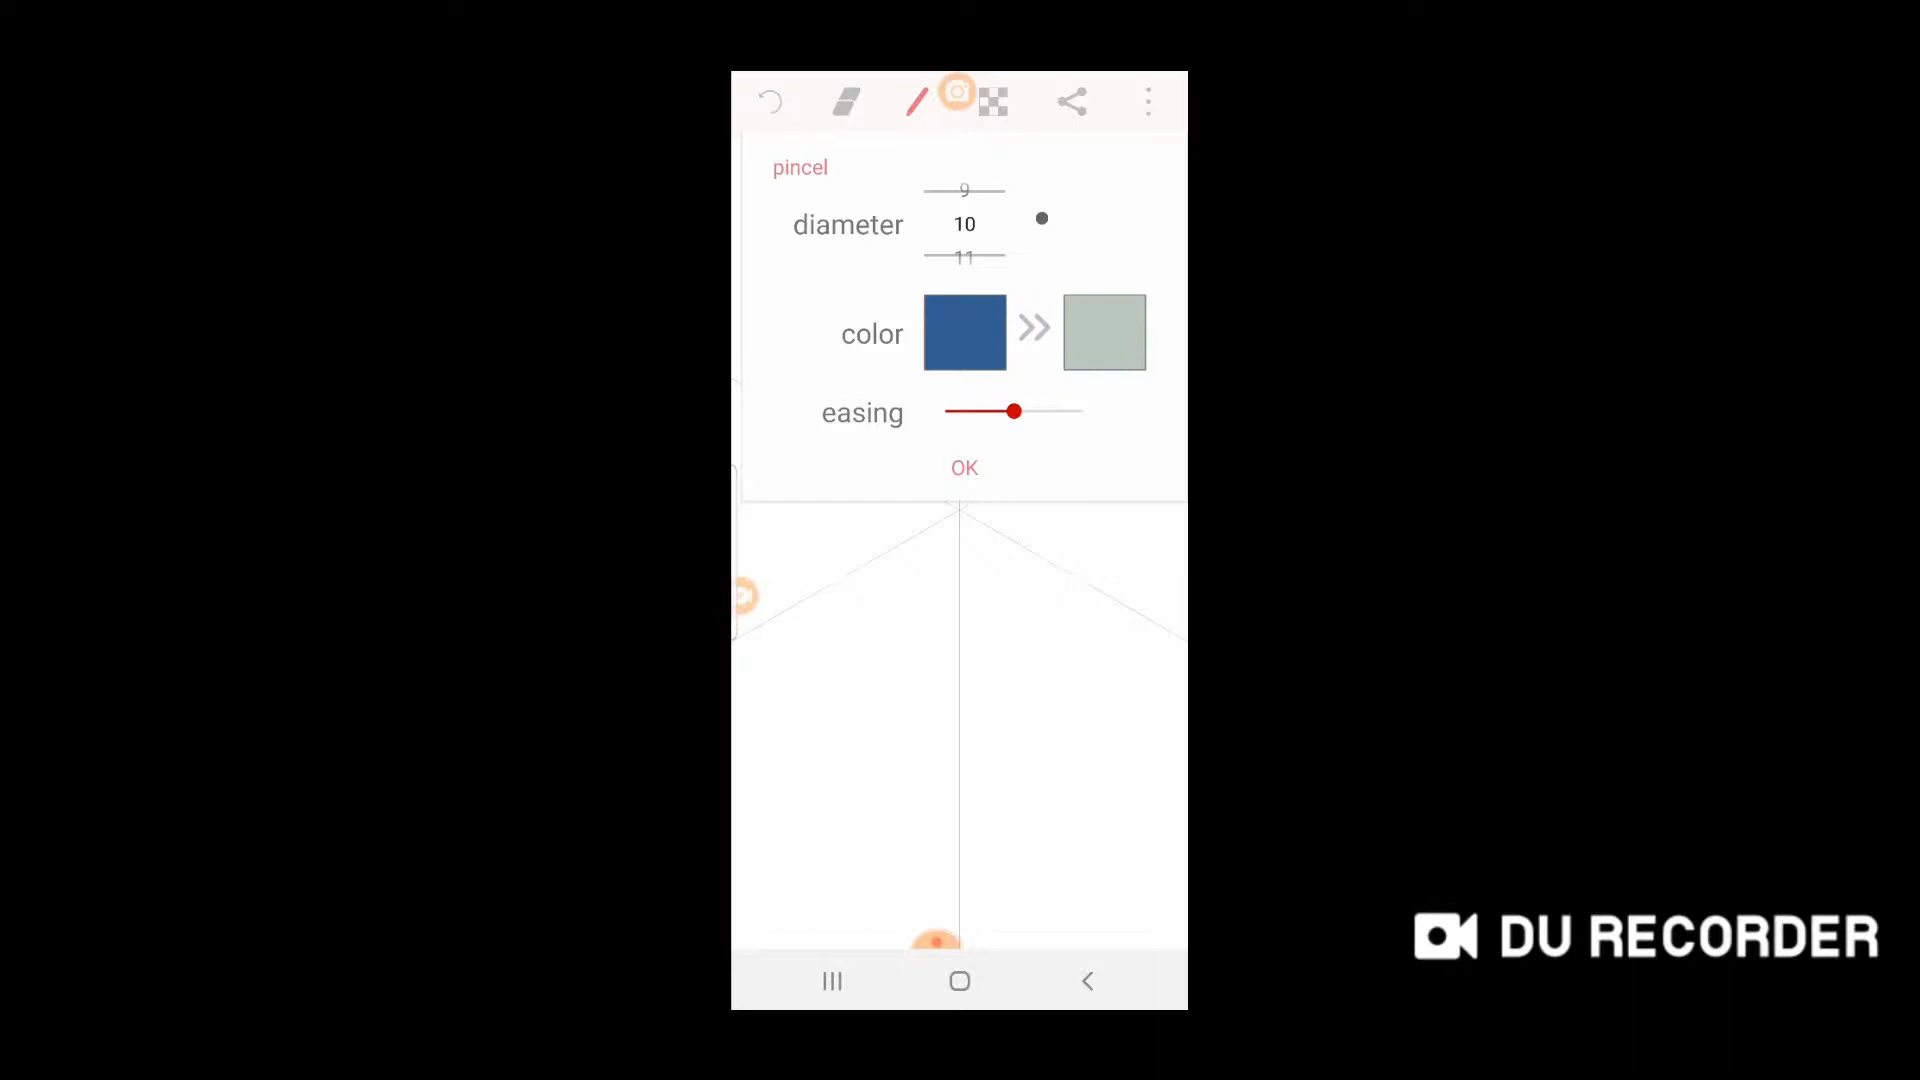 pincel
9
diameter 10
11
color
easing
OK
DU RECORDER